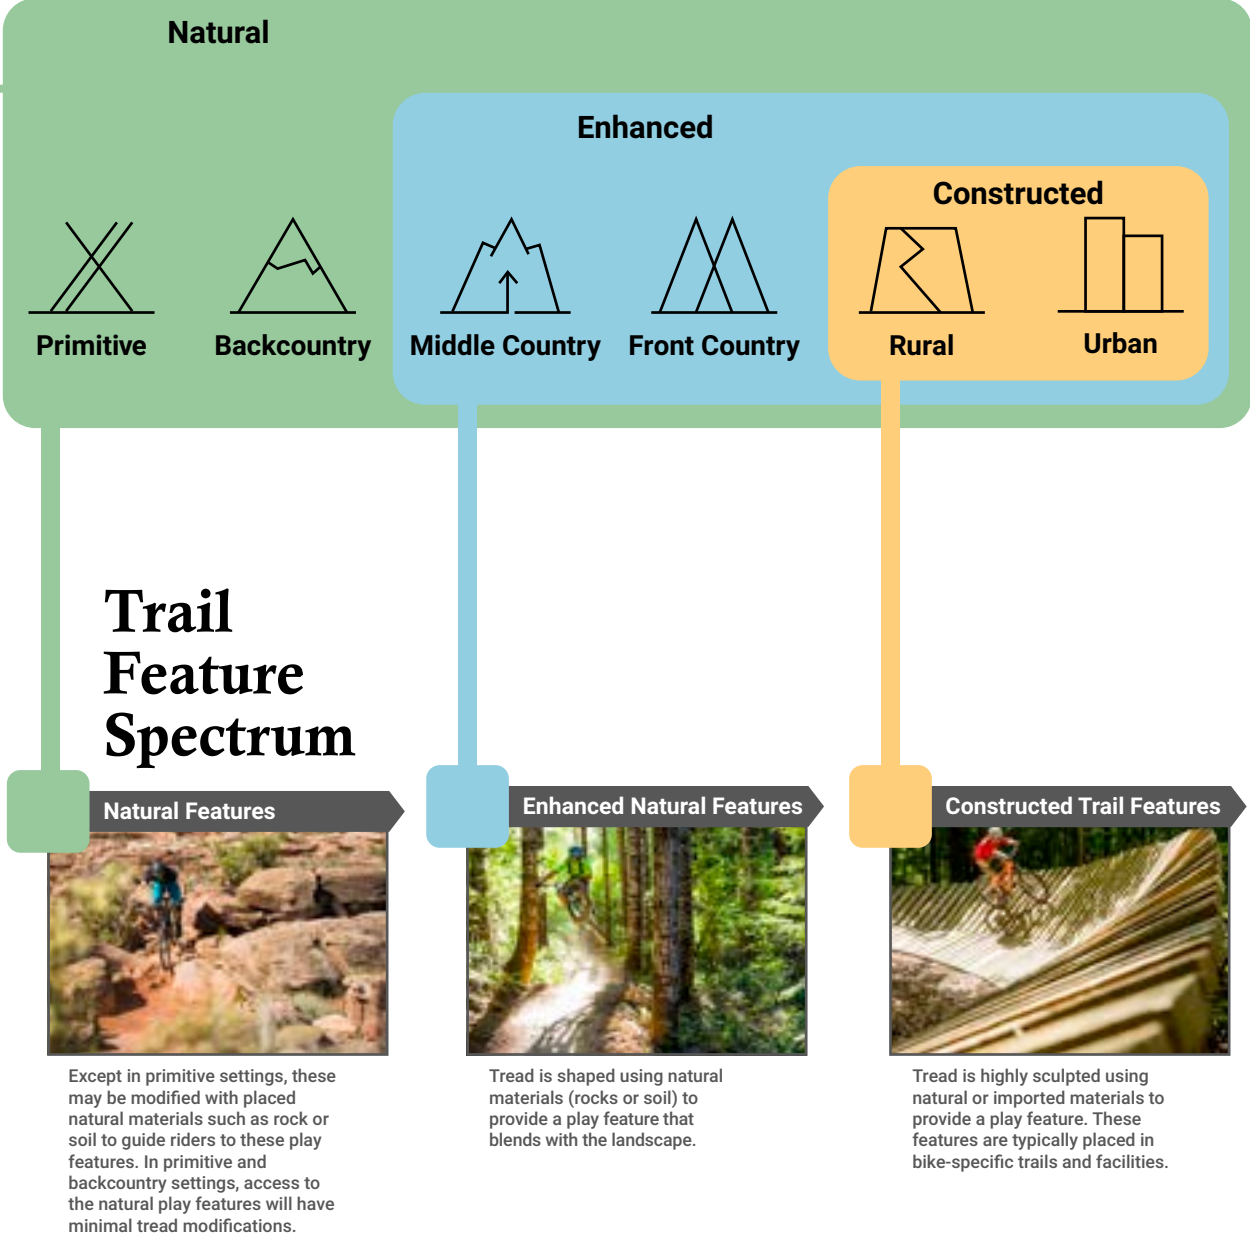 Natural
Enhanced
Constructed
Primitive
Backcountry
Middle Country
Front Country
Rural
Urban
Trail
Feature
Spectrum
Natural Features
Except in primitive settings, these
may be modified with placed
natural materials such as rock or
soil to guide riders to these play
features. In primitive and
backcountry settings, access to
the natural play features will have
minimal tread modifications.
Enhanced Natural Features
Tread is shaped using natural
materials (rocks or soil) to
provide a play feature that
blends with the landscape.
Constructed Trail Features
Tread is highly sculpted using
natural or imported materials to
provide a play feature. These
features are typically placed in
bike-specific trails and facilities.